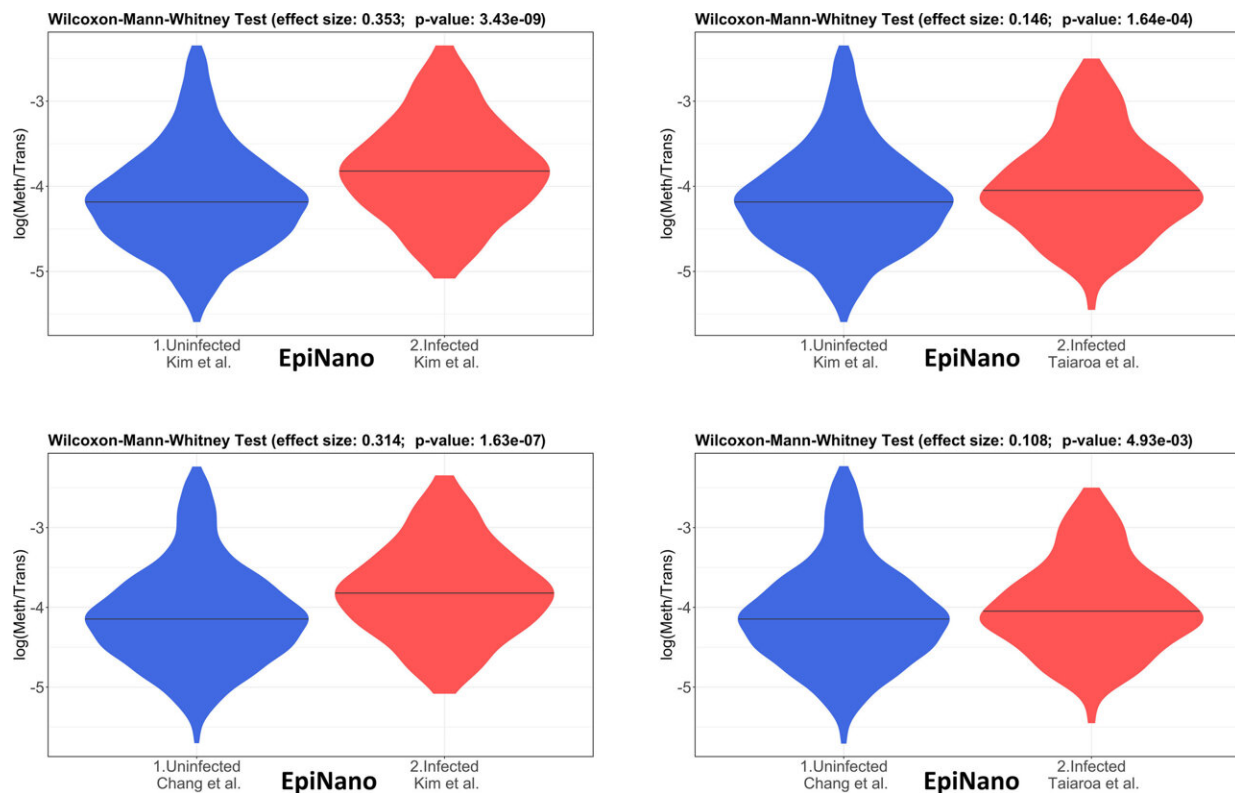 Wilcoxon-Mann-Whitney Test (effect size: 0.353;  p-value: 3.43e-09)
log(Meth/Trans)
-3
-4
-5
1.Uninfected
Kim et al.
EpiNano
2.Infected
Kim et al.
Wilcoxon-Mann-Whitney Test (effect size: 0.146;  p-value: 1.64e-04)
log(Meth/Trans)
-3
-4
-5
1.Uninfected
Kim et al.
EpiNano
2.Infected
Taiaroa et al.
Wilcoxon-Mann-Whitney Test (effect size: 0.314;  p-value: 1.63e-07)
log(Meth/Trans)
-3
-4
-5
1.Uninfected
Chang et al.
EpiNano
2.Infected
Kim et al.
Wilcoxon-Mann-Whitney Test (effect size: 0.108;  p-value: 4.93e-03)
log(Meth/Trans)
-3
-4
-5
1.Uninfected
Chang et al.
EpiNano
2.Infected
Taiaroa et al.